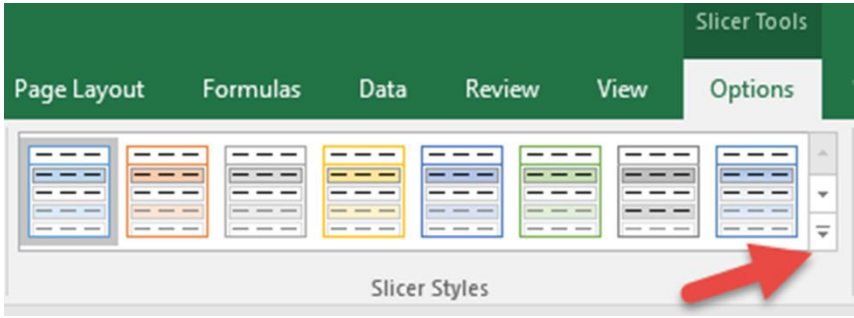 Slicer Tools
Page Layout Formulas Data Review View Options
Slicer Styles